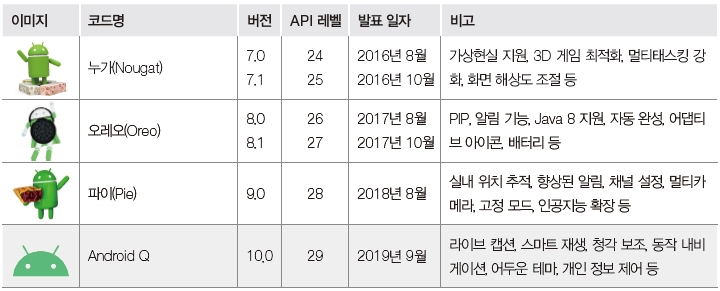 이미지 코드명 버전 API 레벨 발표 일자 비고
누가(Nougat) 7.0 24 2016년 8월 가상현실 지원, 3D 게임 최적화, 멀티태스킹 강
7.1 25 2016년 10월 화, 화면 해상도 조절 등
오레오(Oreo) 8.0 26 2017년 8월 PIP, 알림 기능, Java 8 지원, 자동 완성, 어댑티
8.1 27 2017년 10월 브 아이콘, 배터리 등
파이(Pie) 9.0 28 2018년 8월 실내 위치 추적, 향상된 알림, 채널 설정, 멀티카
메라, 고정 모드, 인공지능 확장 등
Android Q 10.0 29 2019년 9월 라이브 캡션, 스마트 재생, 청각 보조, 동작 내비
게이션, 어두운 테마, 개인 정보 제어 등